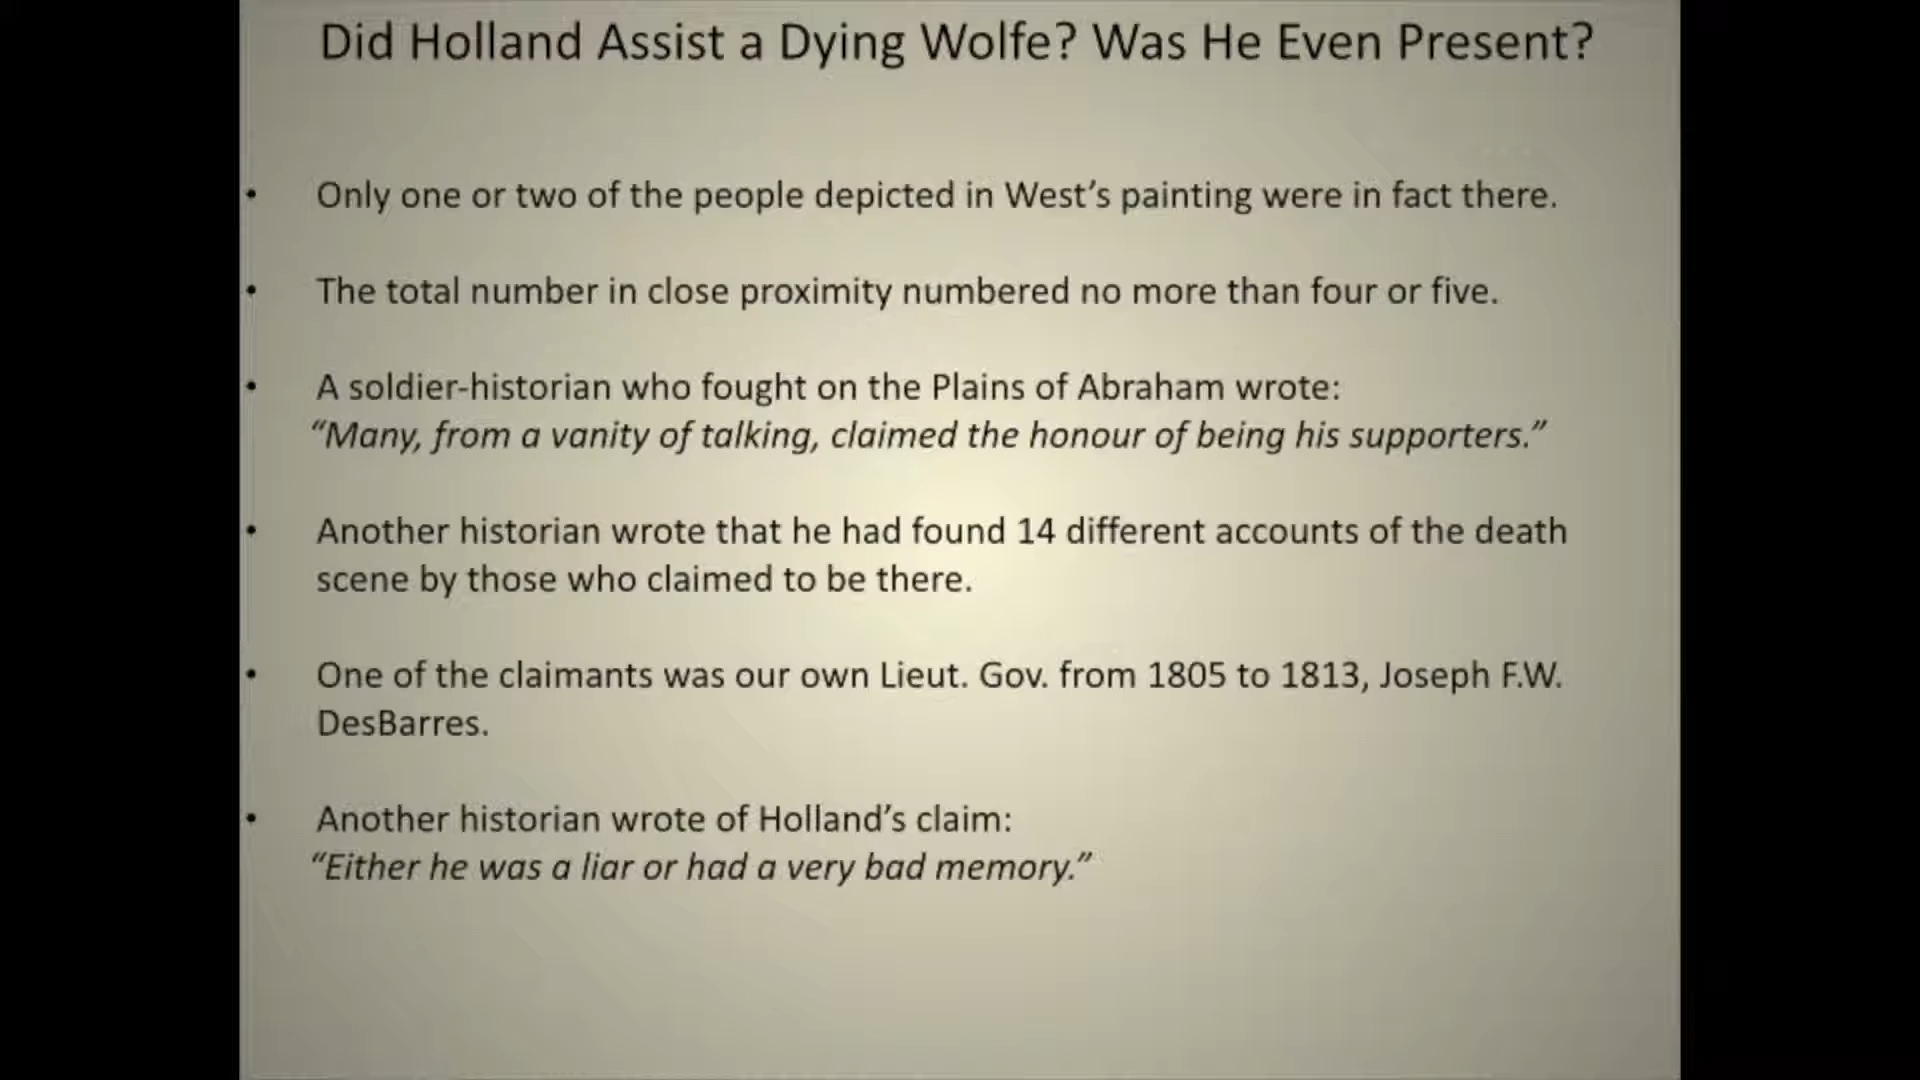 Did Holland Assist a Dying Wolfe? Was He Even Present?
• Only one or two of the people depicted in West's painting were in fact there.
• The total number in close proximity numbered no more than four or five.
• A soldier-historian who fought on the Plains of Abraham wrote:
“Many, from a vanity of talking, claimed the honour of being his supporters.”
• Another historian wrote that he had found 14 different accounts of the death
scene by those who claimed to be there.
• One of the claimants was our own Lieut. Gov. from 1805 to 1813, Joseph F.W.
DesBarres.
• Another historian wrote of Holland’s claim:
“Either he was a liar or had a very bad memory.”